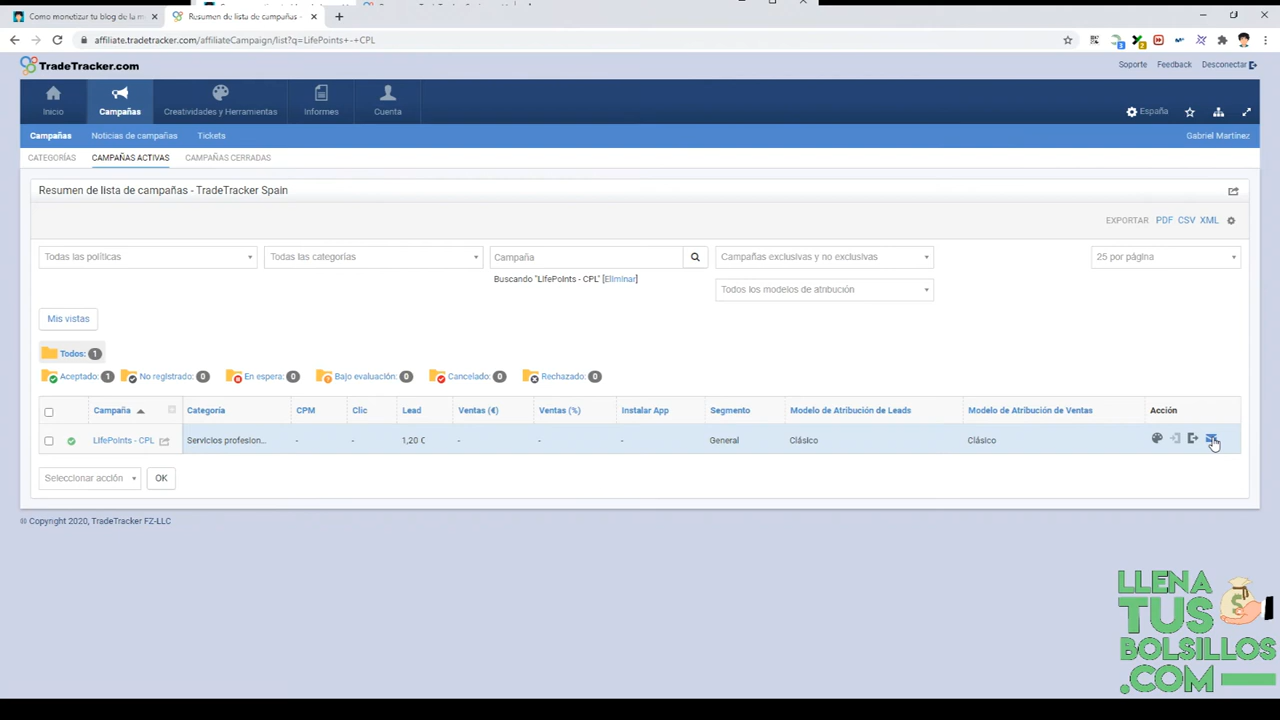 Como monetizar tu blog de la m
Resumen de lista de campañas -
affiliate.tradetracker.com/affiliateCampaign/list?q=LifePoints+-+CPL
TradeTracker.com
Soporte Feedback Desconectar
Inicio Campañas Creatividades y Herramientas Informes Cuenta
España
Campañas Noticias de campañas Tickets Gabriel Martínez
CATEGORÍAS CAMPAÑAS ACTIVAS CAMPAÑAS CERRADAS
Resumen de lista de campañas - TradeTracker Spain
EXPORTAR PDF CSV XML
Todas las políticas Todas las categorías Campaña Campañas exclusivas y no exclusivas 25 por página
Buscando "LifePoints - CPL" [Eliminar]
Todos los modelos de atribución
Mis vistas
Todos: 1
Aceptado: 1 No registrado: 0 En espera: 0 Bajo evaluación: 0 Cancelado: 0 Rechazado: 0
Campaña Categoría CPM Clic Lead Ventas (€) Ventas (%) Instalar App Segmento Modelo de Atribución de Leads Modelo de Atribución de Ventas Acción
LifePoints - CPL Servicios profesion... - - 1,20 € - - - General Clásico Clásico
Seleccionar acción OK
© Copyright 2020, TradeTracker FZ-LLC
LLENA
TUS
BOLSILLOS
.COM